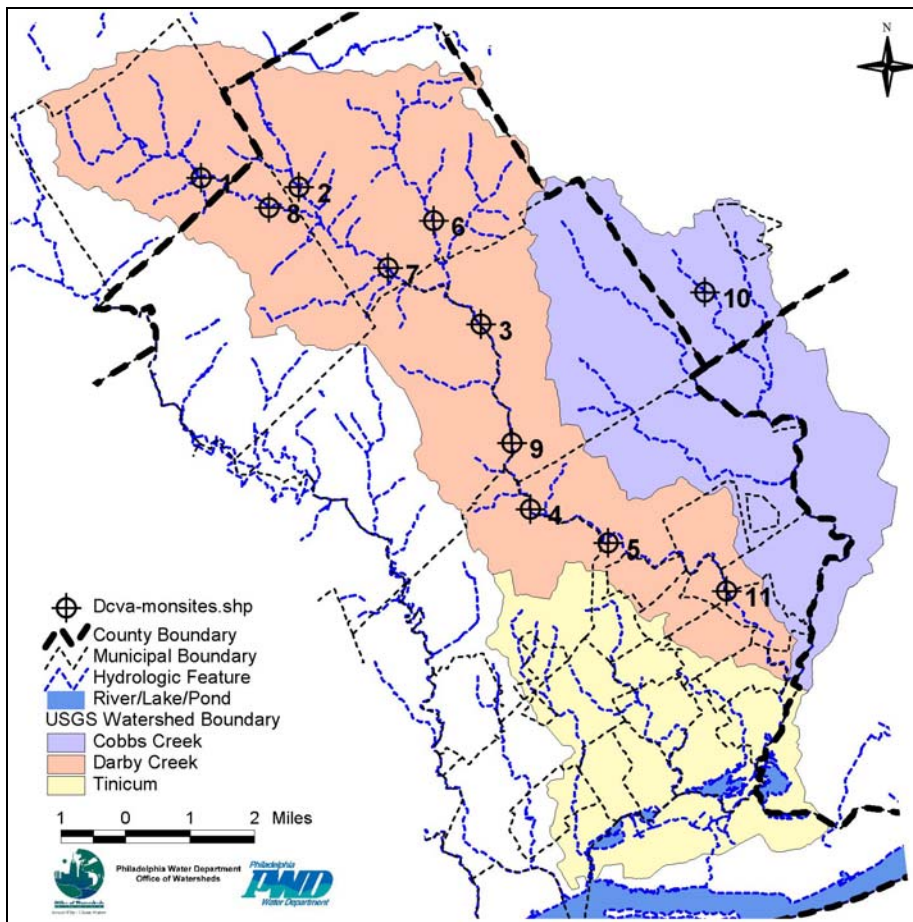 N
1
2
8
6
7
10
3
9
4
5
11
Dcva-monsites.shp
County Boundary
Municipal Boundary
Hydrologic Feature
River/Lake/Pond
USGS Watershed Boundary
Cobbs Creek
Darby Creek
Tinicum
1 0 1 2 Miles
Philadelphia Water Department
Office of Watersheds
Philadelphia
PWD
Water Department